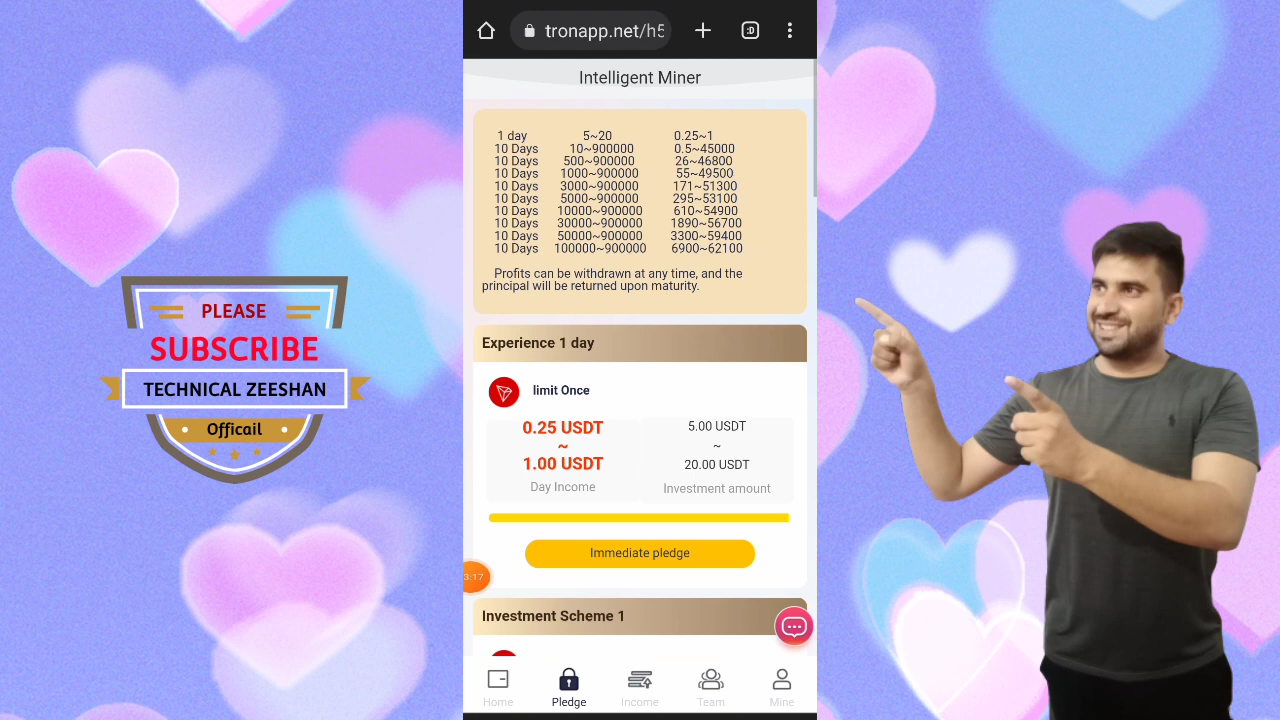 PLEASE
SUBSCRIBE
TECHNICAL ZEESHAN
Officail
tronapp.net/h5
:D
Intelligent Miner
1 day 5~20 0.25~1
10 Days 10~900000 0.5~45000
10 Days 500~900000 26~46800
10 Days 1000~900000 55~49500
10 Days 3000~900000 171~51300
10 Days 5000~900000 295~53100
10 Days 10000~900000 610~54900
10 Days 30000~900000 1890~56700
10 Days 50000~900000 3300~59400
10 Days 100000~900000 6900~62100
Profits can be withdrawn at any time, and the
principal will be returned upon maturity.
Experience 1 day
limit Once
0.25 USDT
~
1.00 USDT
Day Income
5.00 USDT
~
20.00 USDT
Investment amount
Immediate pledge
3:17
Investment Scheme 1
Home Pledge Income Team Mine